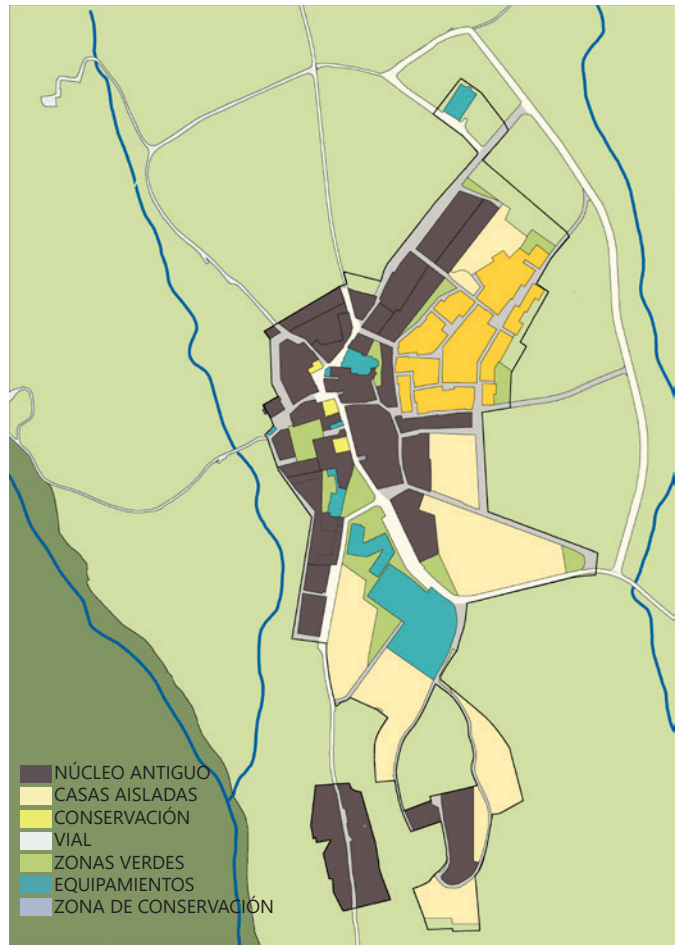 NÚCLEO ANTIGUO
CASAS AISLADAS
CONSERVACIÓN
VIAL
ZONAS VERDES
EQUIPAMIENTOS
ZONA DE CONSERVACIÓN